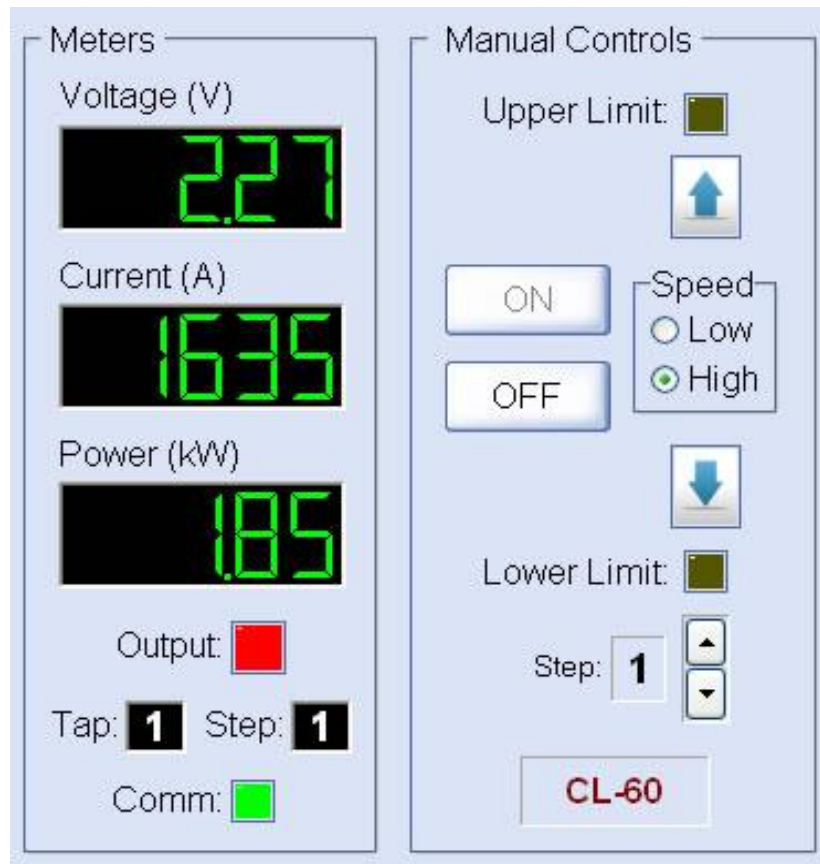 Meters
Voltage (V)
2.27
Current (A)
1635
Power (kW)
1.85
Output:
Tap: 1 Step: 1
Comm:
Manual Controls
Upper Limit:
ON
OFF
Speed
Low
High
Lower Limit:
Step: 1
CL-60